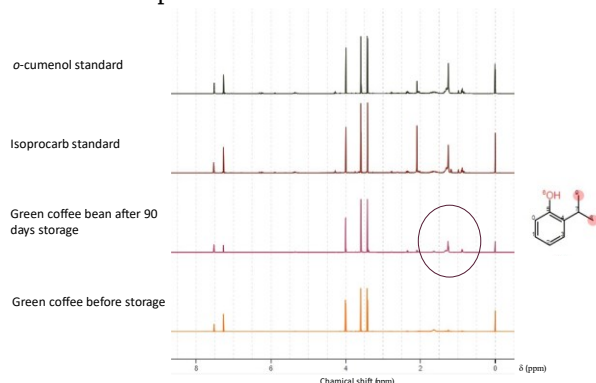 o-cumenol standard
Isoprocarb standard
Green coffee bean after 90
days storage
Green coffee before storage
OH
8
6
4
2
0
δ (ppm)
Chamical shift (ppm)